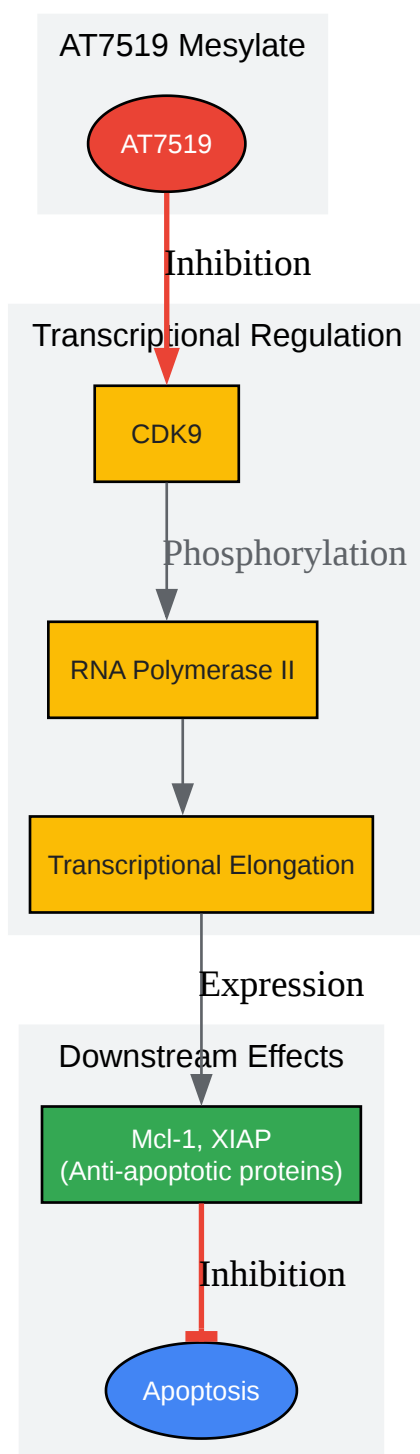 AT7519 Mesylate
AT7519
Inhibition
Transcriptional Regulation
CDK9
Phosphorylation
RNA Polymerase II
Transcriptional Elongation
Expression
Downstream Effects
Mcl-1, XIAP
(Anti-apoptotic proteins)
Inhibition
Apoptosis